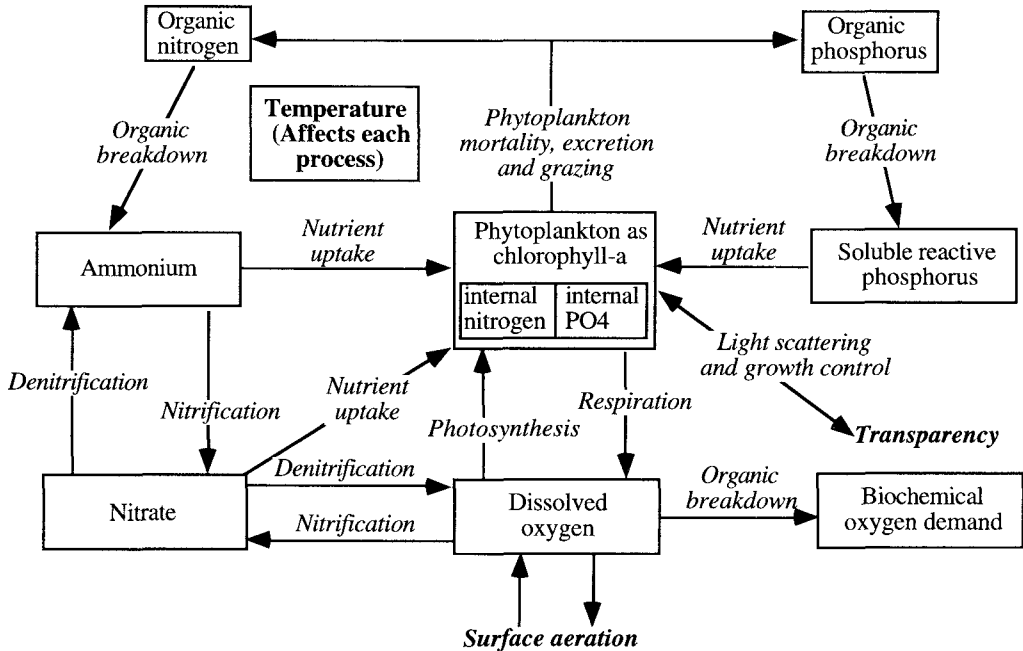 Organic
nitrogen
Organic
phosphorus
Temperature
(Affects each
process)
Organic
breakdown
Phytoplankton
mortality, excretion
and grazing
Organic
breakdown
Ammonium
Nutrient
uptake
Phytoplankton as
chlorophyll-a
internal
nitrogen
internal
PO4
Nutrient
uptake
Soluble reactive
phosphorus
Denitrification
Nitrification
Nutrient
uptake
Photosynthesis
Respiration
Light scattering
and growth control
Transparency
Nitrate
Denitrification
Nitrification
Dissolved
oxygen
Organic
breakdown
Biochemical
oxygen demand
Surface aeration